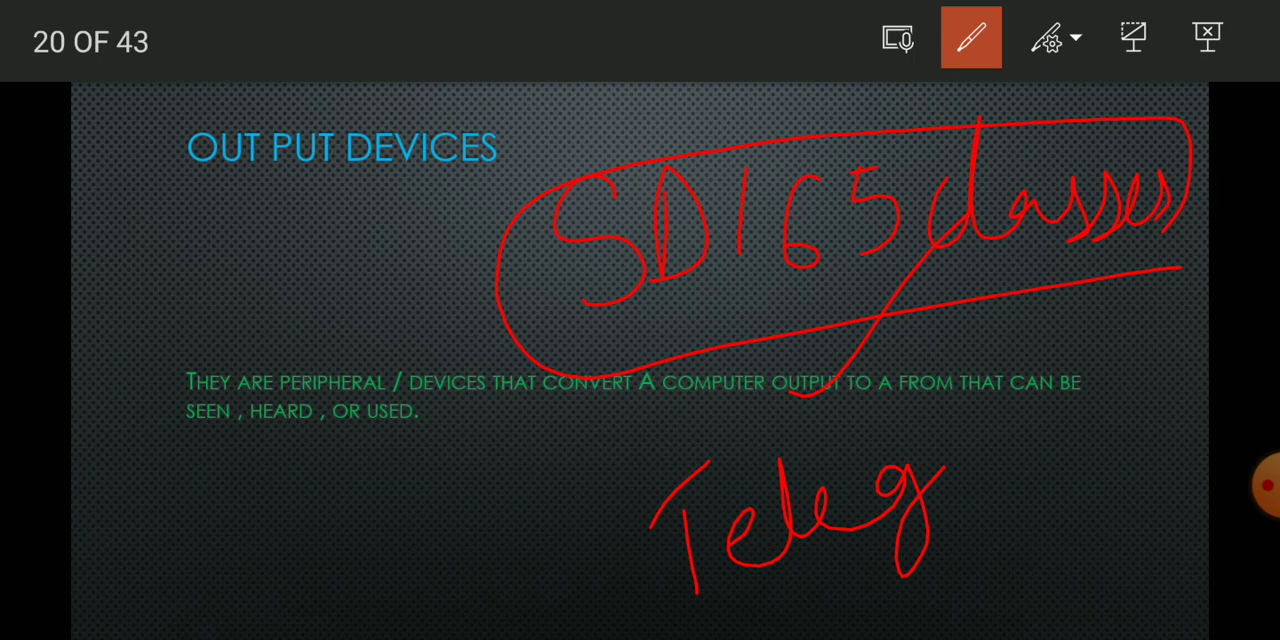 20 OF 43
OUT PUT DEVICES
SD165 classes
THEY ARE PERIPHERAL / DEVICES THAT CONVERT A COMPUTER OUTPUT TO A FROM THAT CAN BE
SEEN , HEARD , OR USED.
Teleg